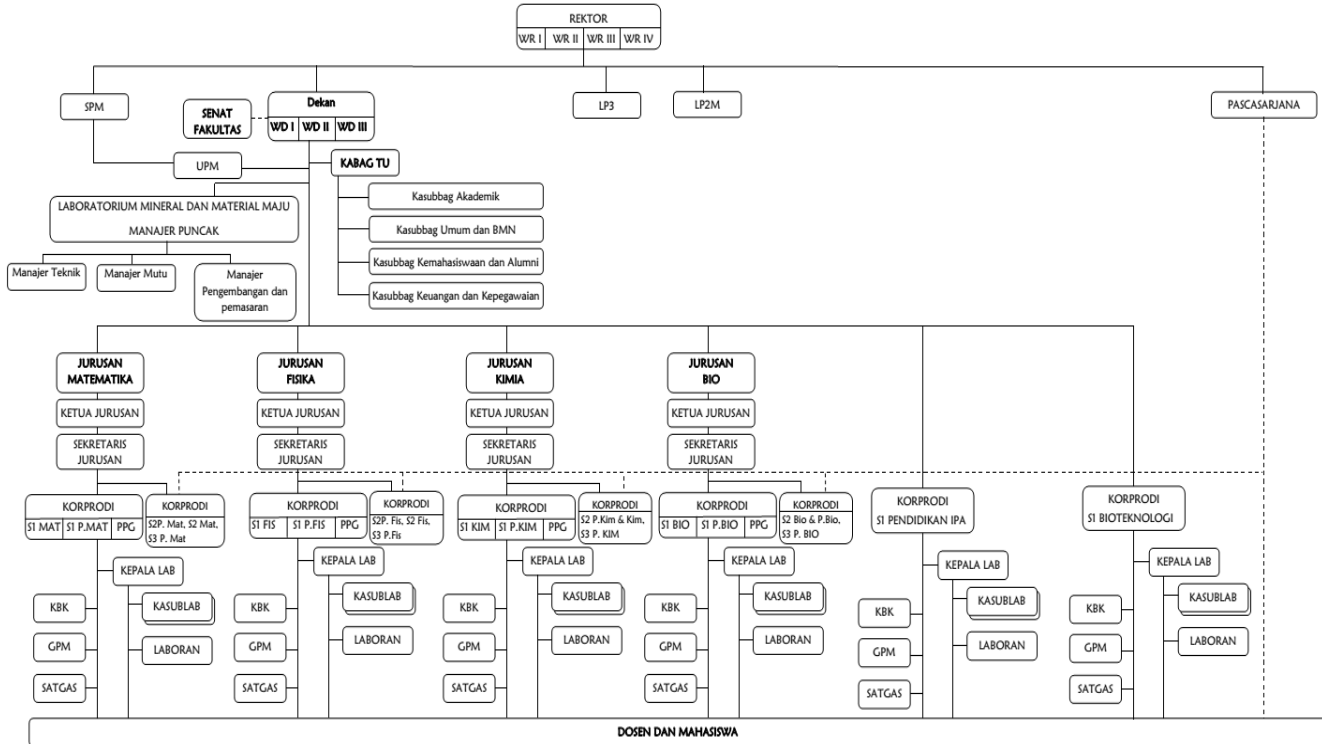 REKTOR
WR I WR II WR III WR IV
SPM
SENAT
FAKULTAS
Dekan
WD I WD II WD III
LP3
LP2M
PASCASARJANA
UPM
KABAG TU
LABORATORIUM MINERAL DAN MATERIAL MAJU
MANAJER PUNCAK
Kasubbag Akademik
Kasubbag Umum dan BMN
Kasubbag Kemahasiswaan dan Alumni
Kasubbag Keuangan dan Kepegawaian
Manajer Teknik
Manajer Mutu
Manajer
Pengembangan dan
pemasaran
JURUSAN
MATEMATIKA
KETUA JURUSAN
SEKRETARIS
JURUSAN
KORPRODI
S1 MAT S1 P.MAT PPG
KORPRODI
S2P. Mat, S2 Mat,
S3 P. Mat
KEPALA LAB
KASUBLAB
LABORAN
KBK
GPM
SATGAS
JURUSAN
FISIKA
KETUA JURUSAN
SEKRETARIS
JURUSAN
KORPRODI
S1 FIS S1 P.FIS PPG
KORPRODI
S2P. Fis, S2 Fis,
S3 P.Fis
KEPALA LAB
KASUBLAB
LABORAN
KBK
GPM
SATGAS
JURUSAN
KIMIA
KETUA JURUSAN
SEKRETARIS
JURUSAN
KORPRODI
S1 KIM S1 P.KIM PPG
KORPRODI
S2 P.Kim & Kim,
S3 P. KIM
KEPALA LAB
KASUBLAB
LABORAN
KBK
GPM
SATGAS
JURUSAN
BIO
KETUA JURUSAN
SEKRETARIS
JURUSAN
KORPRODI
S1 BIO S1 P.BIO PPG
KORPRODI
S2 Bio & P.Bio,
S3 P. BIO
KEPALA LAB
KASUBLAB
LABORAN
KBK
GPM
SATGAS
KORPRODI
S1 PENDIDIKAN IPA
KEPALA LAB
KASUBLAB
LABORAN
KBK
GPM
SATGAS
KORPRODI
S1 BIOTEKNOLOGI
KEPALA LAB
KASUBLAB
LABORAN
KBK
GPM
SATGAS
DOSEN DAN MAHASISWA